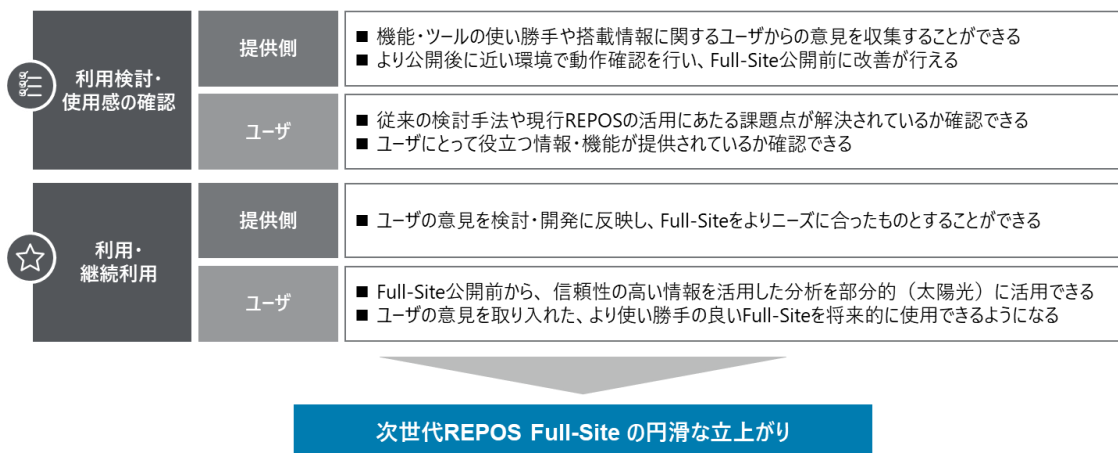 利用検討・
使用感の確認
提供側
■ 機能・ツールの使い勝手や搭載情報に関するユーザからの意見を収集することができる
■ より公開後に近い環境で動作確認を行い、Full-Site公開前に改善が行える
ユーザ
■ 従来の検討手法や現行REPOSの活用にあたる課題点が解決されているか確認できる
■ ユーザにとって役立つ情報・機能が提供されているか確認できる
利用・
継続利用
提供側
■ ユーザの意見を検討・開発に反映し、Full-Siteをよりニーズに合ったものとすることができる
ユーザ
■ Full-Site公開前から、信頼性の高い情報を活用した分析を部分的（太陽光）に活用できる
■ ユーザの意見を取り入れた、より使い勝手の良いFull-Siteを将来的に使用できるようになる
次世代REPOS Full-Site の円滑な立上がり